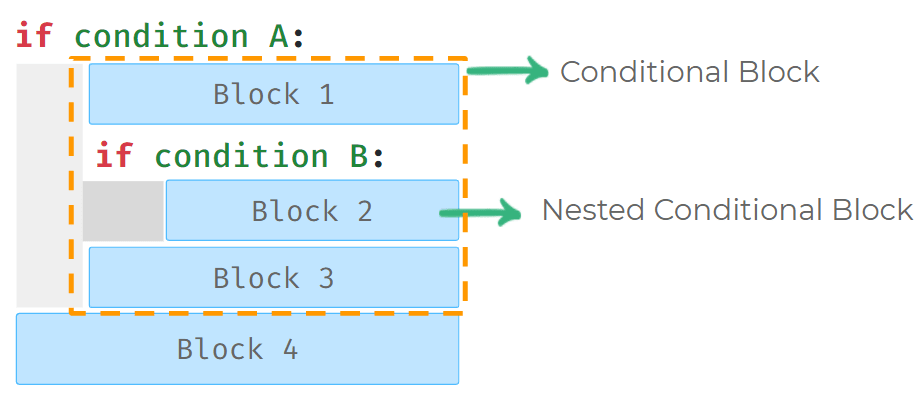 if condition A:
Block 1
Conditional Block
if condition B:
Block 2
Nested Conditional Block
Block 3
Block 4